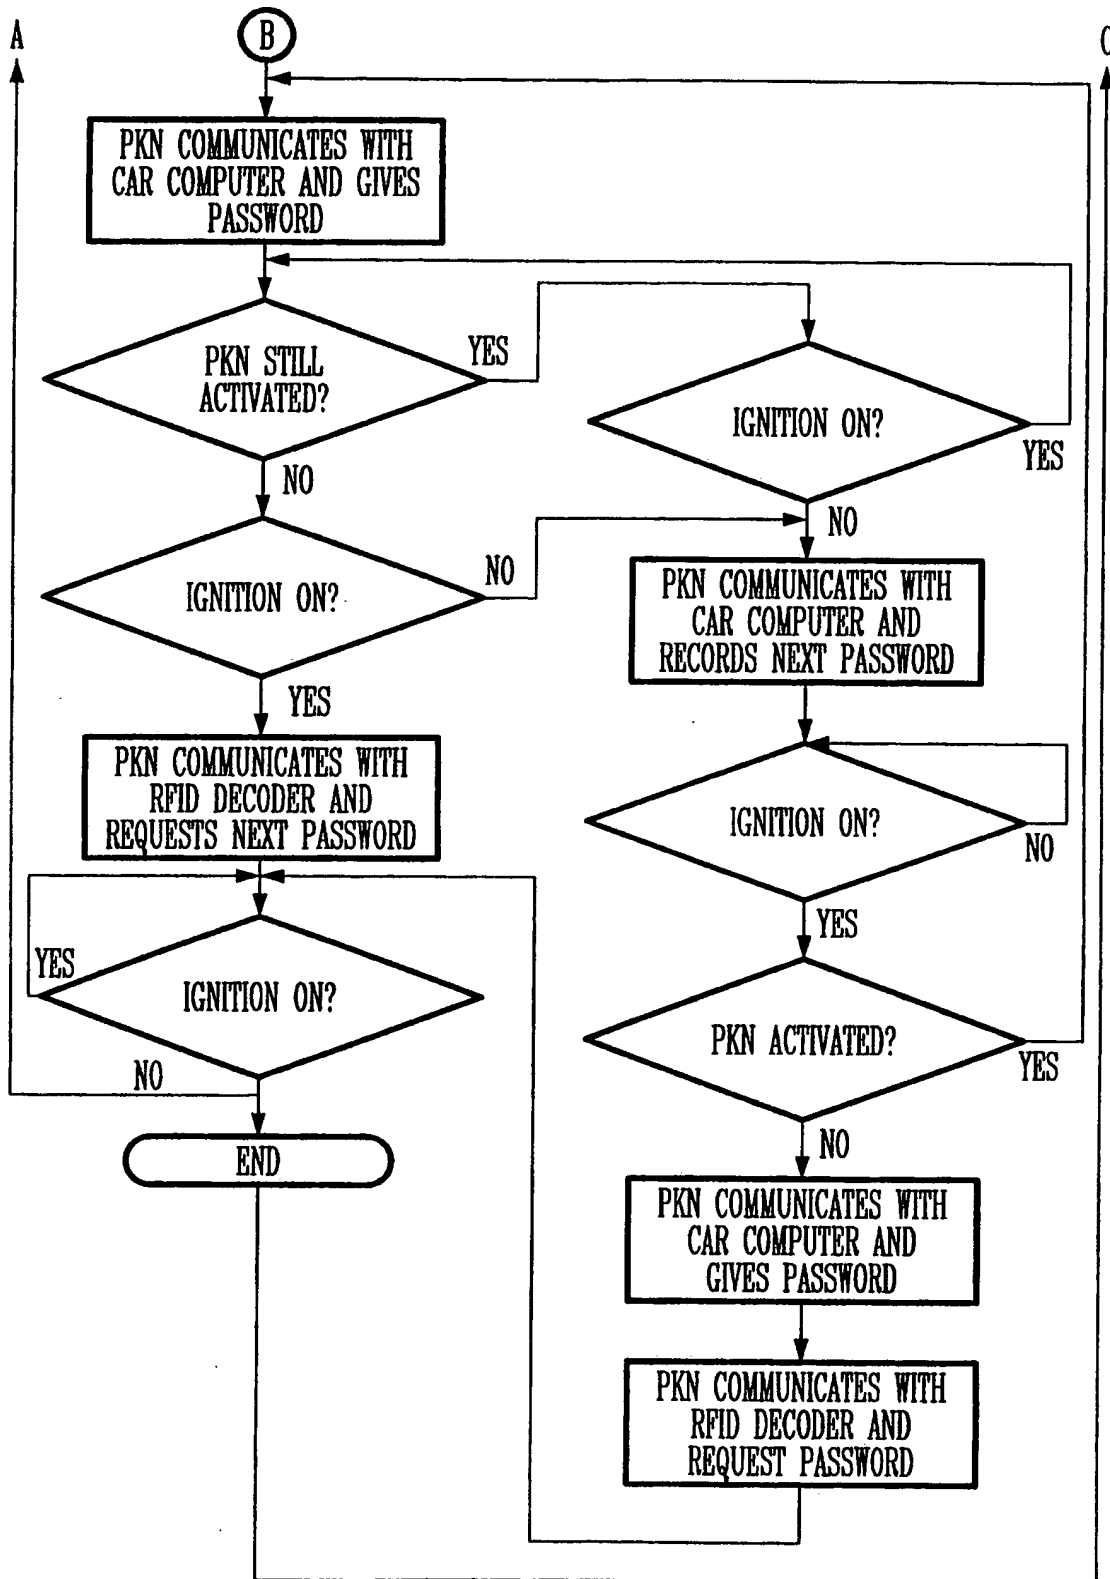 A
B
C
PKN COMMUNICATES WITH
CAR COMPUTER AND GIVES
PASSWORD
PKN STILL
ACTIVATED?
YES
NO
IGNITION ON?
YES
NO
IGNITION ON?
NO
YES
PKN COMMUNICATES WITH
CAR COMPUTER AND
RECORDS NEXT PASSWORD
PKN COMMUNICATES WITH
RFID DECODER AND
REQUESTS NEXT PASSWORD
IGNITION ON?
NO
YES
IGNITION ON?
YES
NO
PKN ACTIVATED?
YES
NO
END
PKN COMMUNICATES WITH
CAR COMPUTER AND
GIVES PASSWORD
PKN COMMUNICATES WITH
RFID DECODER AND
REQUEST PASSWORD